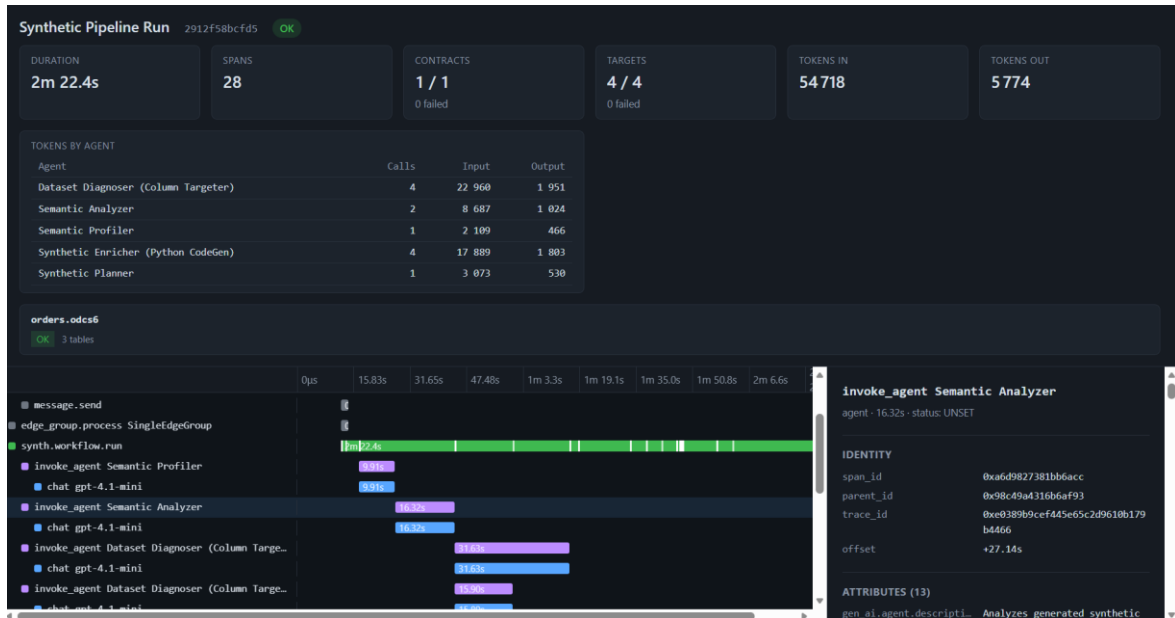 Synthetic Pipeline Run 2912f58bcfd5 OK
DURATION SPANS CONTRACTS TARGETS TOKENS IN TOKENS OUT
2m 22.4s 28 1 / 1 4 / 4 54 718 5 774
0 failed 0 failed
TOKENS BY AGENT
Agent Calls Input Output
Dataset Diagnoser (Column Targeter) 4 22 960 1 951
Semantic Analyzer 2 8 687 1 024
Semantic Profiler 1 2 109 466
Synthetic Enricher (Python CodeGen) 4 17 889 1 803
Synthetic Planner 1 3 073 530
orders.odcs6
OK 3 tables
0μs 15.83s 31.65s 47.48s 1m 3.3s 1m 19.1s 1m 35.0s 1m 50.8s 2m 6.6s
message.send
edge_group.process SingleEdgeGroup
synth.workflow.run 2m 22.4s
invoke_agent Semantic Profiler 9.91s
chat gpt-4.1-mini 9.91s
invoke_agent Semantic Analyzer 16.32s
chat gpt-4.1-mini 16.32s
invoke_agent Dataset Diagnoser (Column Targe… 31.63s
chat gpt-4.1-mini 31.63s
invoke_agent Dataset Diagnoser (Column Targe… 15.90s
chat gpt-4.1-mini
invoke_agent Semantic Analyzer
agent · 16.32s · status: UNSET
IDENTITY
span_id 0xa6d9827381bb6acc
parent_id 0x98c49a4316b6af93
trace_id 0xe0389b9cef445e65c2d9610b179
b4466
offset +27.14s
ATTRIBUTES (13)
gen_ai.agent.descripti… Analyzes generated synthetic